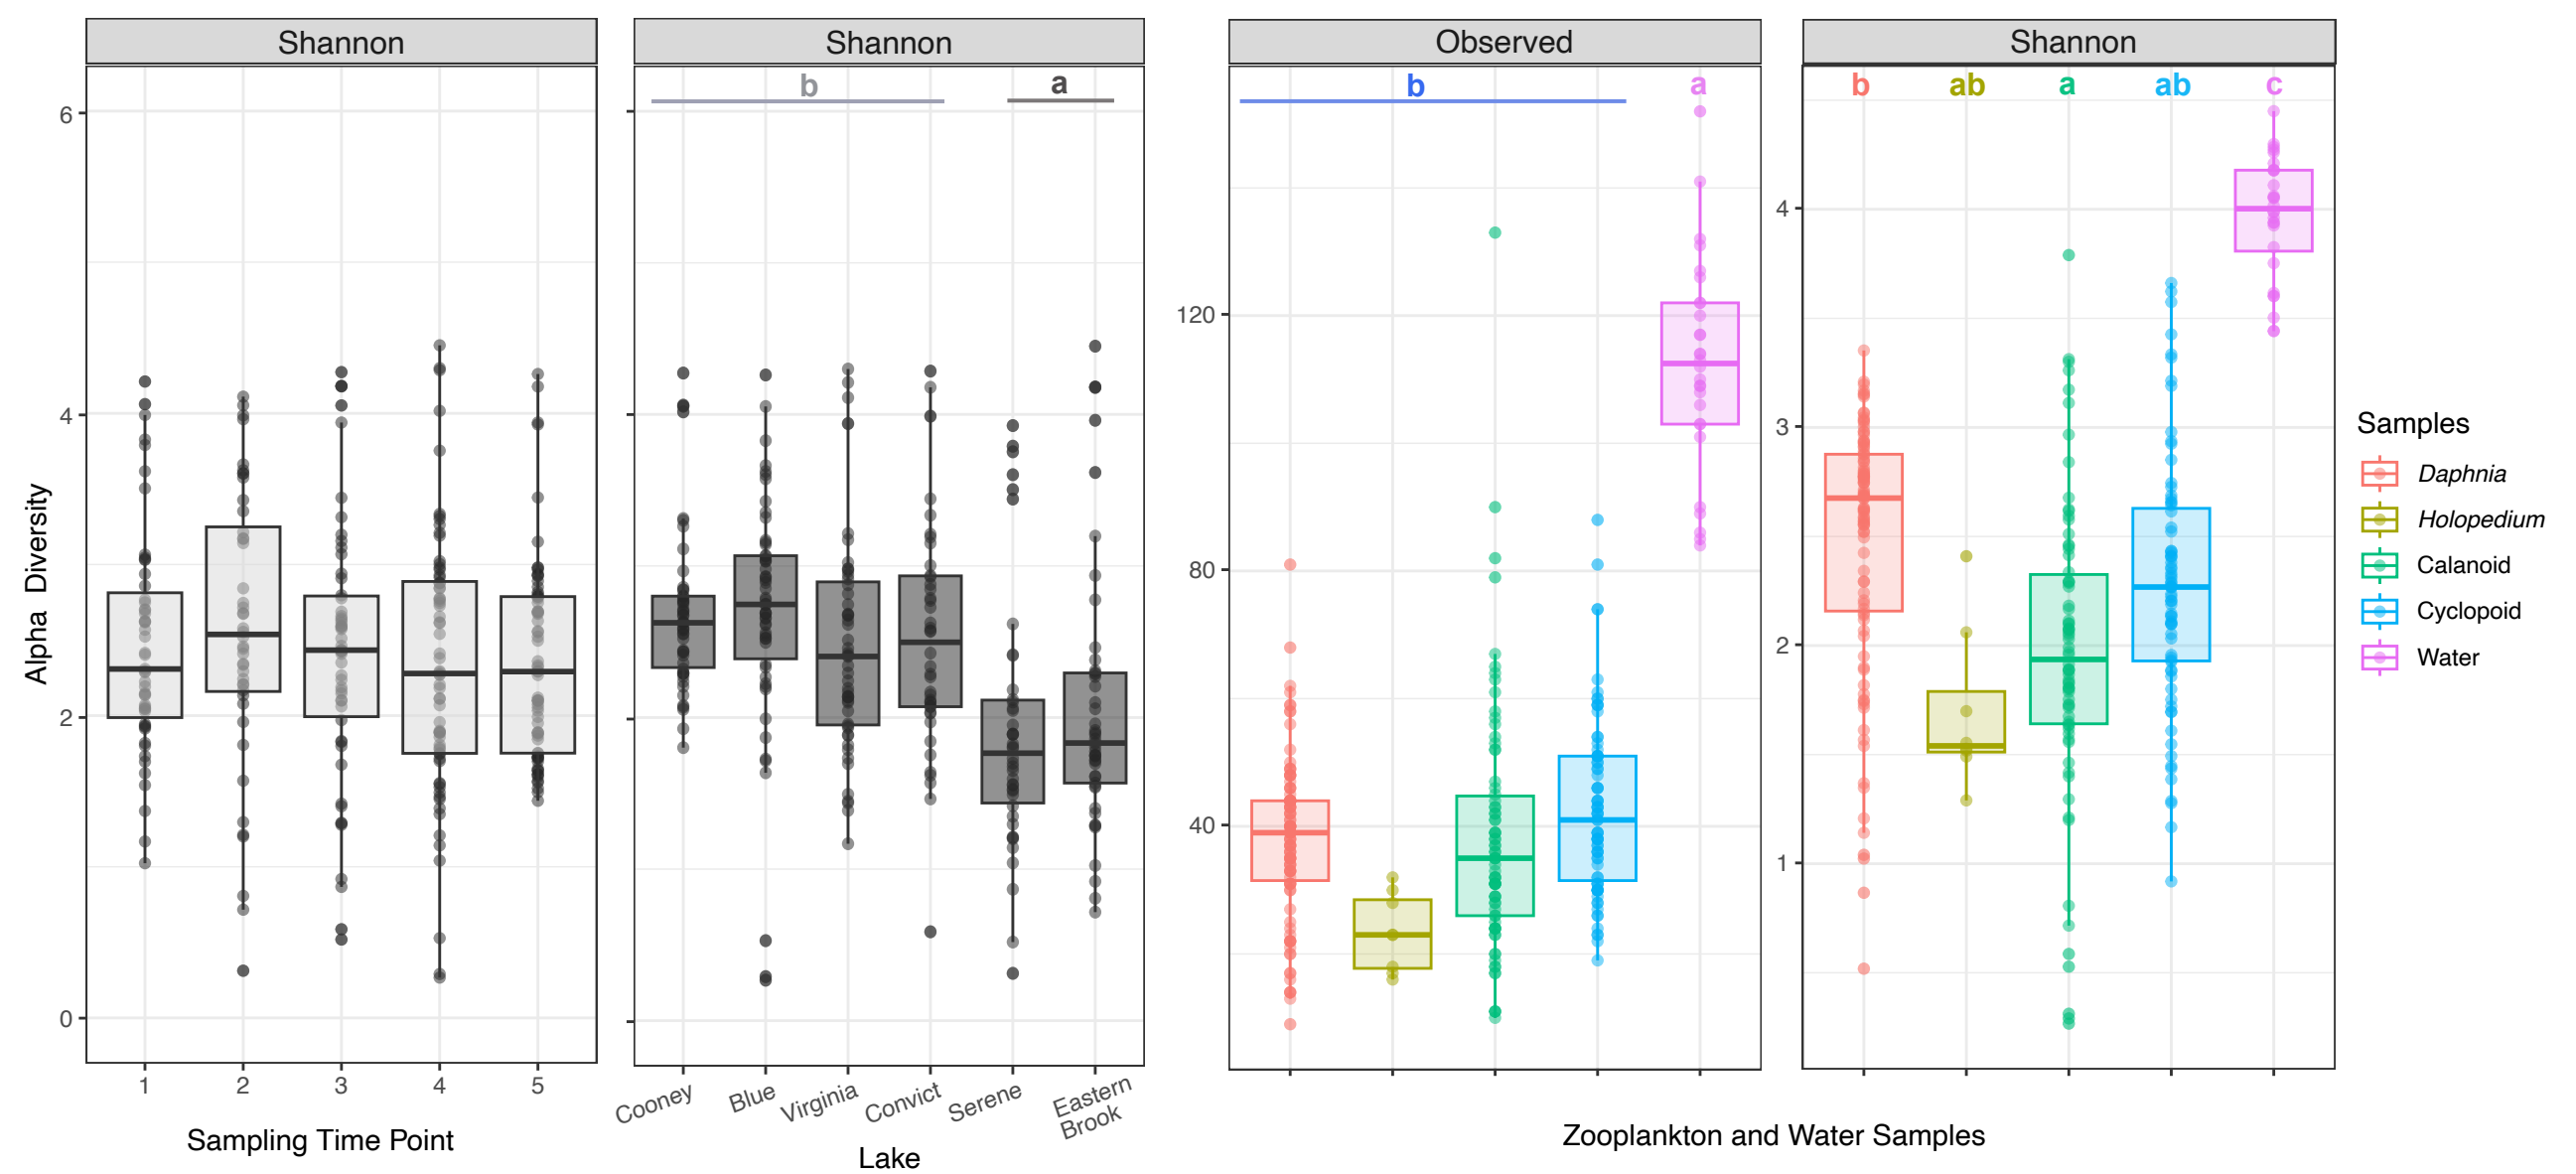 Shannon
Shannon
Observed
Shannon
b
a
b
a
b
ab
a
ab
c
Alpha Diversity
6
4
2
0
120
80
40
4
3
2
1
1
2
3
4
5
Sampling Time Point
Cooney
Blue
Virginia
Convict
Serene
Eastern
Brook
Lake
Zooplankton and Water Samples
Samples
Daphnia
Holopedium
Calanoid
Cyclopoid
Water